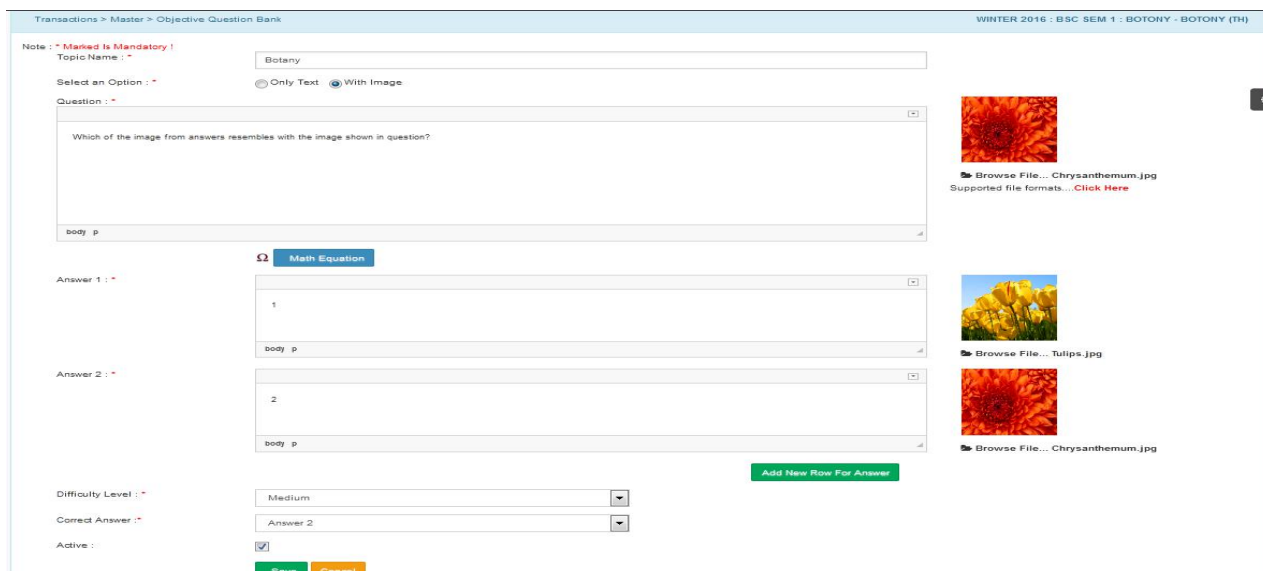 Transactions > Master > Objective Question Bank WINTER 2016 : BSC SEM 1 : BOTONY - BOTONY (TH)
Note : * Marked Is Mandatory !
Topic Name : * Botany
Select an Option : * Only Text With Image
Question : *
Which of the image from answers resembles with the image shown in question?
Browse File... Chrysanthemum.jpg
Supported file formats....Click Here
body p
Ω Math Equation
Answer 1 : *
1
body p
Browse File... Tulips.jpg
Answer 2 : *
2
body p
Browse File... Chrysanthemum.jpg
Add New Row For Answer
Difficulty Level : * Medium
Correct Answer :* Answer 2
Active :
Save Cancel